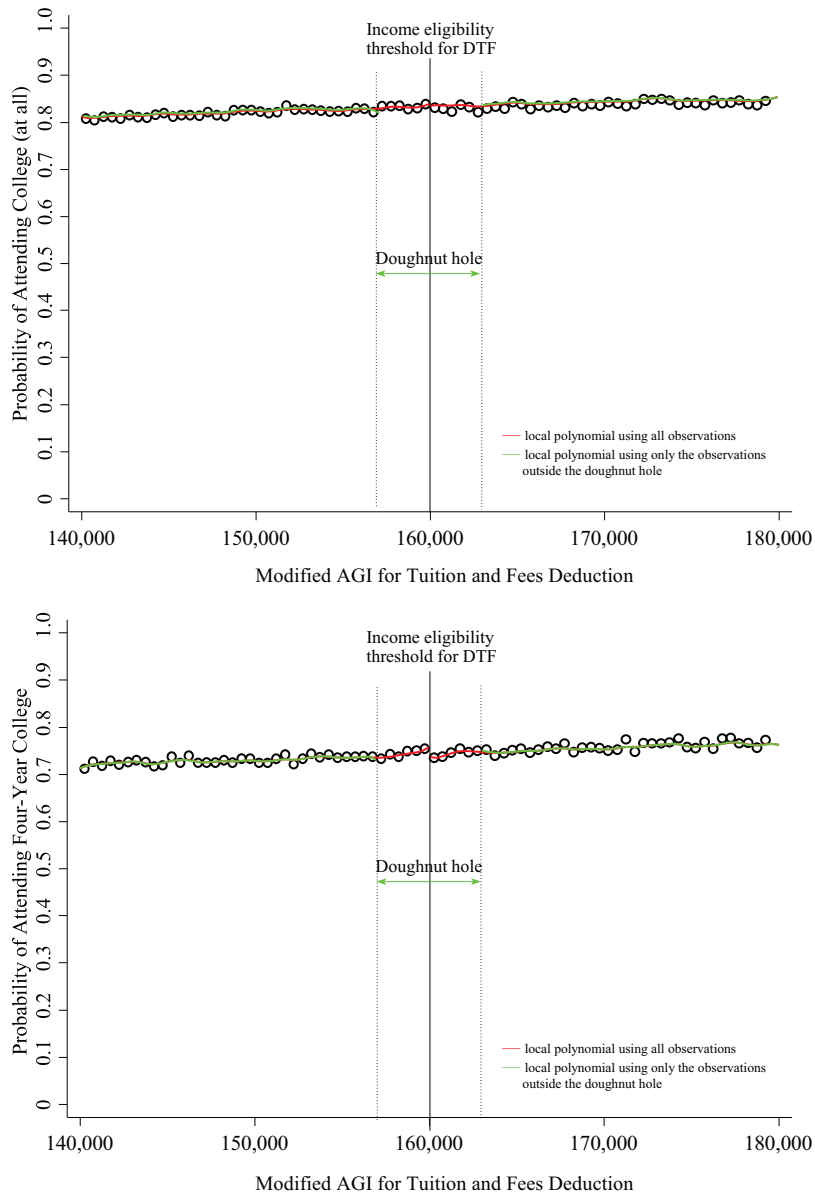 Income eligibility
threshold for DTF
Probability of Attending College (at all)
1.0
0.9
0.8
0.7
0.6
0.5
0.4
0.3
0.2
0.1
0
Doughnut hole
local polynomial using all observations
local polynomial using only the observations
outside the doughnut hole
140,000 150,000 160,000 170,000 180,000
Modified AGI for Tuition and Fees Deduction
Income eligibility
threshold for DTF
Probability of Attending Four-Year College
1.0
0.9
0.8
0.7
0.6
0.5
0.4
0.3
0.2
0.1
0
Doughnut hole
local polynomial using all observations
local polynomial using only the observations
outside the doughnut hole
140,000 150,000 160,000 170,000 180,000
Modified AGI for Tuition and Fees Deduction